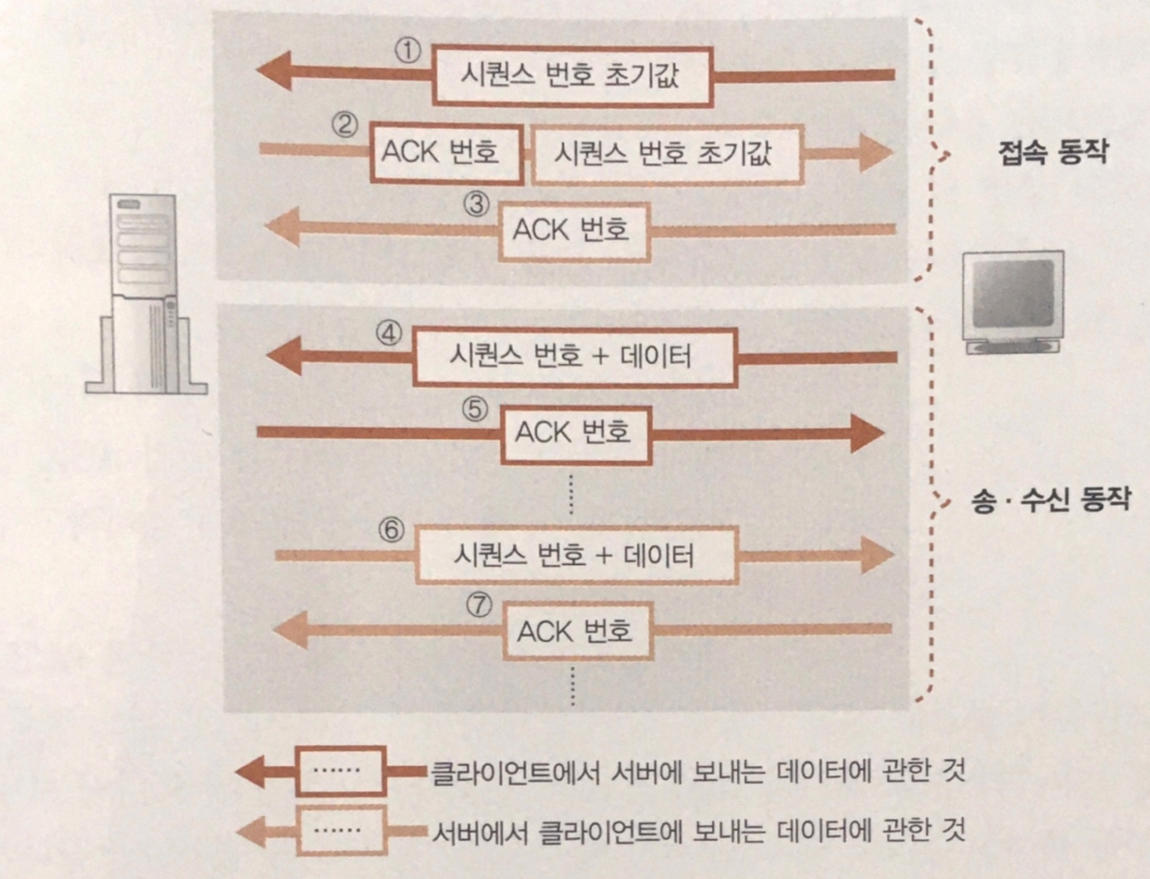 ① 시퀀스 번호 초기값
② ACK 번호 시퀀스 번호 초기값
접속 동작
③ ACK 번호
④ 시퀀스 번호 + 데이터
⑤ ACK 번호
송·수신 동작
⑥ 시퀀스 번호 + 데이터
⑦ ACK 번호
...... 클라이언트에서 서버에 보내는 데이터에 관한 것
...... 서버에서 클라이언트에 보내는 데이터에 관한 것